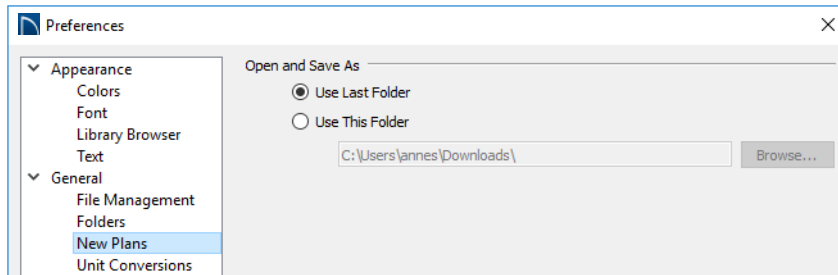 Preferences
Appearance
Colors
Font
Library Browser
Text
General
File Management
Folders
New Plans
Unit Conversions
Open and Save As
Use Last Folder
Use This Folder
C:\Users\annes\Downloads\
Browse...